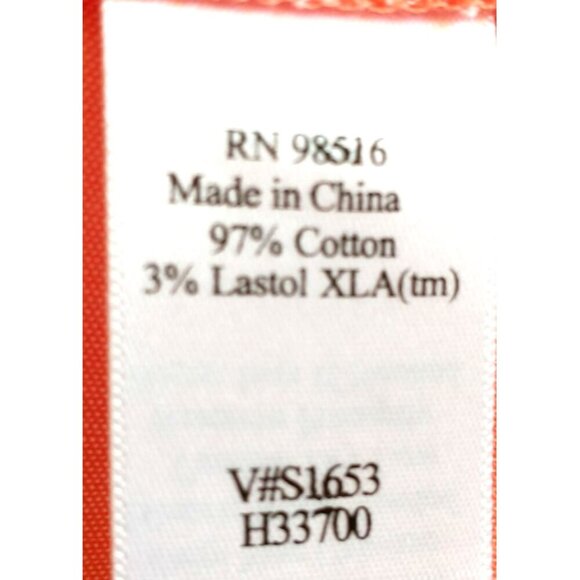 RN 98516
Made in China
97% Cotton
3% Lastol XLA(tm)
V#S1653
H33700